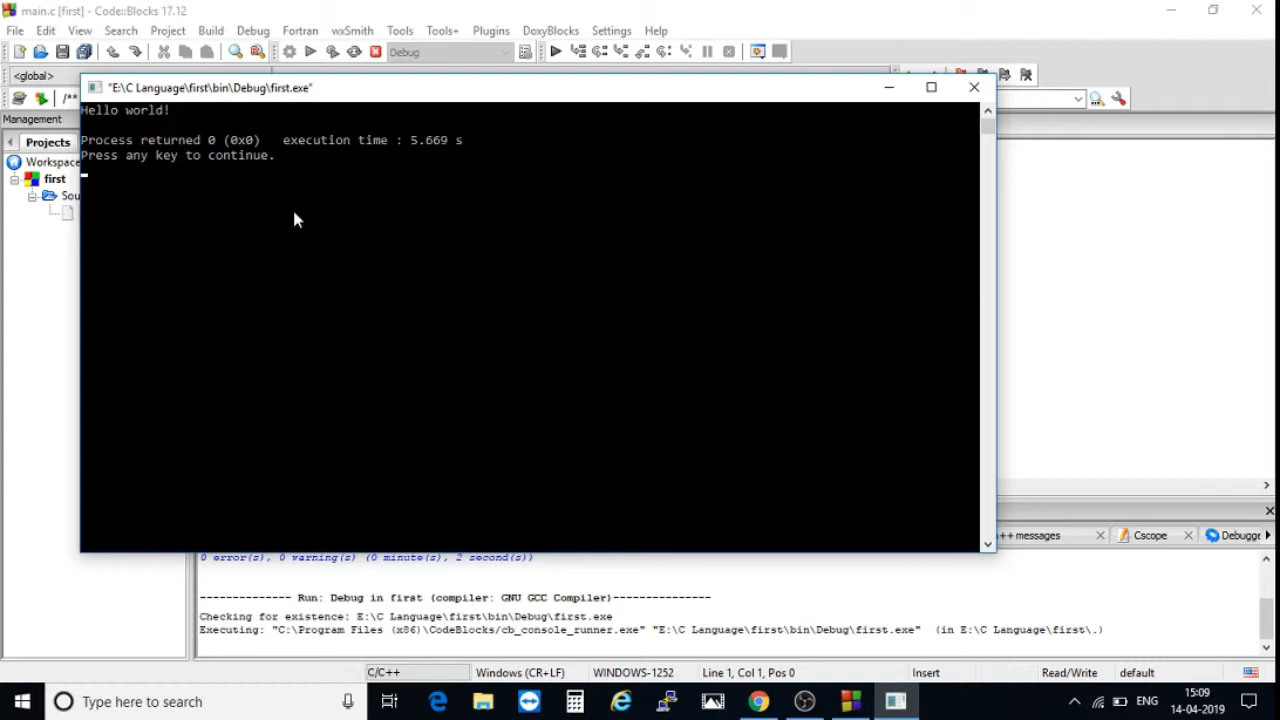 main.c [first] - Code::Blocks 17.12
File Edit View Search Project Build Debug Fortran wxSmith Tools Tools+ Plugins DoxyBlocks Settings Help
Debug
<global>
"E:\C Language\first\bin\Debug\first.exe"
/**
Hello world!
Management
Process returned 0 (0x0)   execution time : 5.669 s
Projects
Press any key to continue.
Workspace
first
Sou
++ messages
Cscope
Debugge
0 error(s), 0 warning(s) (0 minute(s), 2 second(s))
-------------- Run: Debug in first (compiler: GNU GCC Compiler)---------------
Checking for existence: E:\C Language\first\bin\Debug\first.exe
Executing: "C:\Program Files (x86)\CodeBlocks/cb_console_runner.exe" "E:\C Language\first\bin\Debug\first.exe"  (in E:\C Language\first\.)
C/C++ Windows (CR+LF) WINDOWS-1252 Line 1, Col 1, Pos 0 Insert Read/Write default
Type here to search
ENG
15:09
14-04-2019